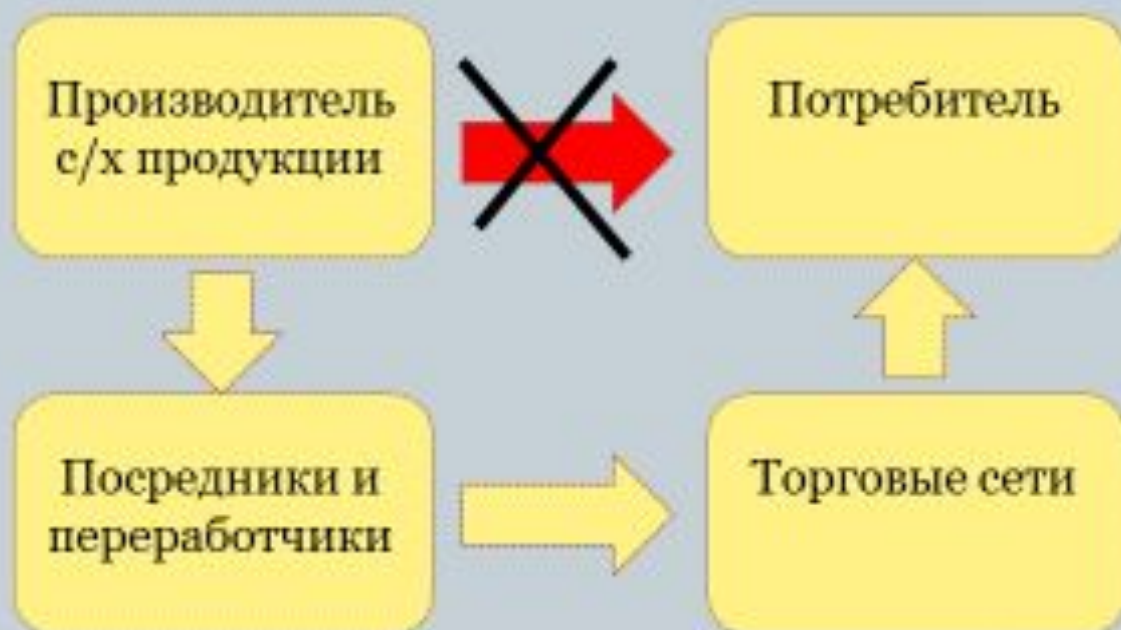 Производитель
с/х продукции
Потребитель
Посредники и
переработчики
Торговые сети